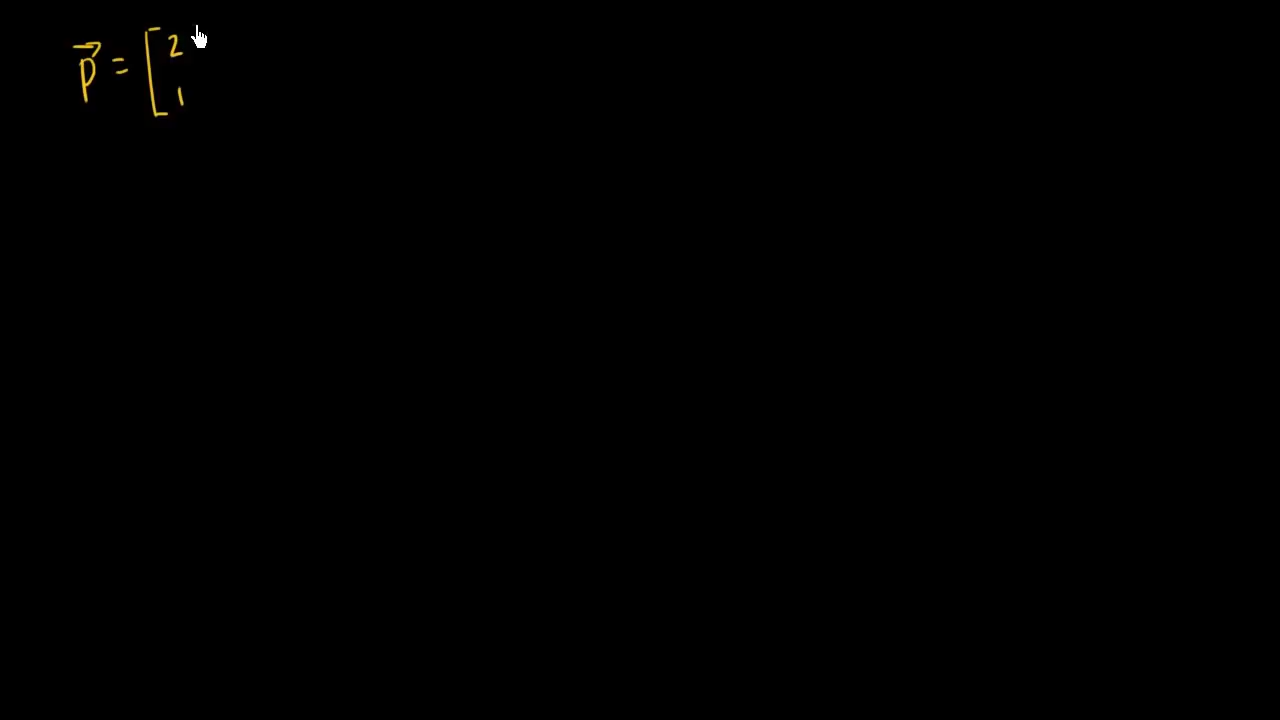 p⃗ = [ 2
1